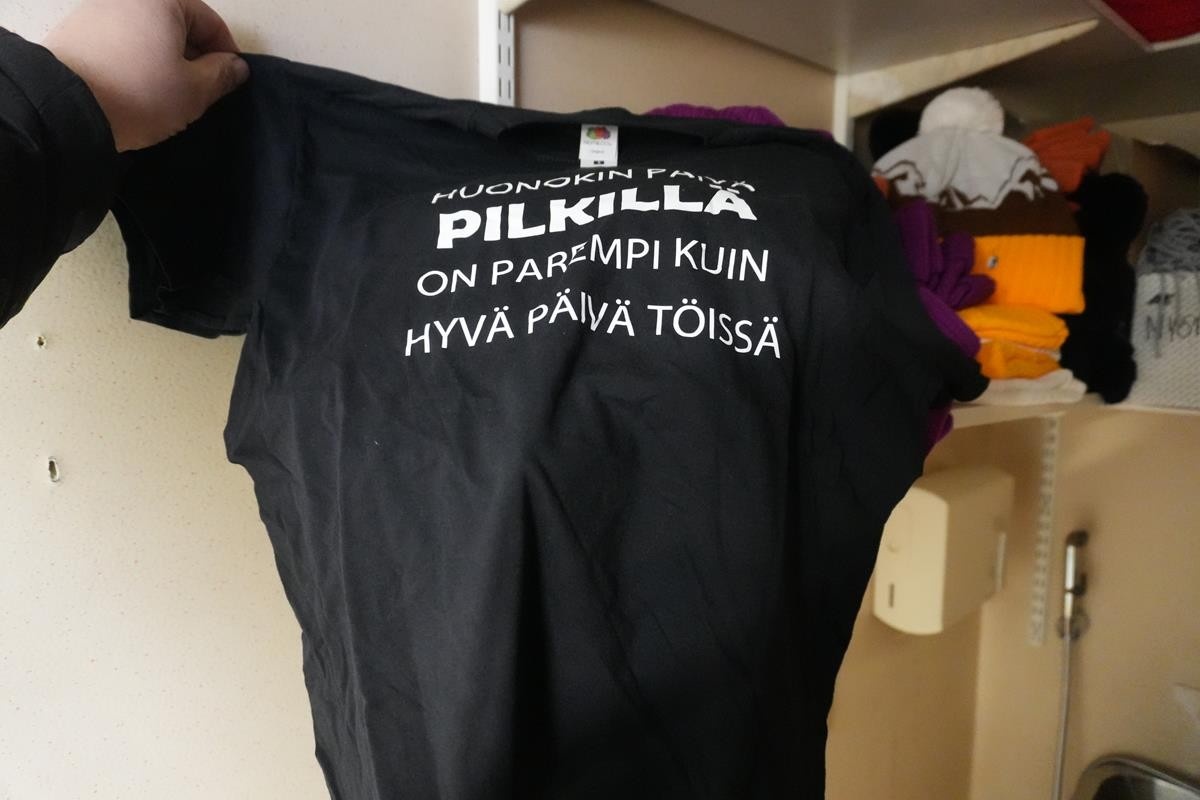 HUONOKIN PÄIVÄ
PILKILLÄ
ON PAREMPI KUIN
HYVÄ PÄIVÄ TÖISSÄ